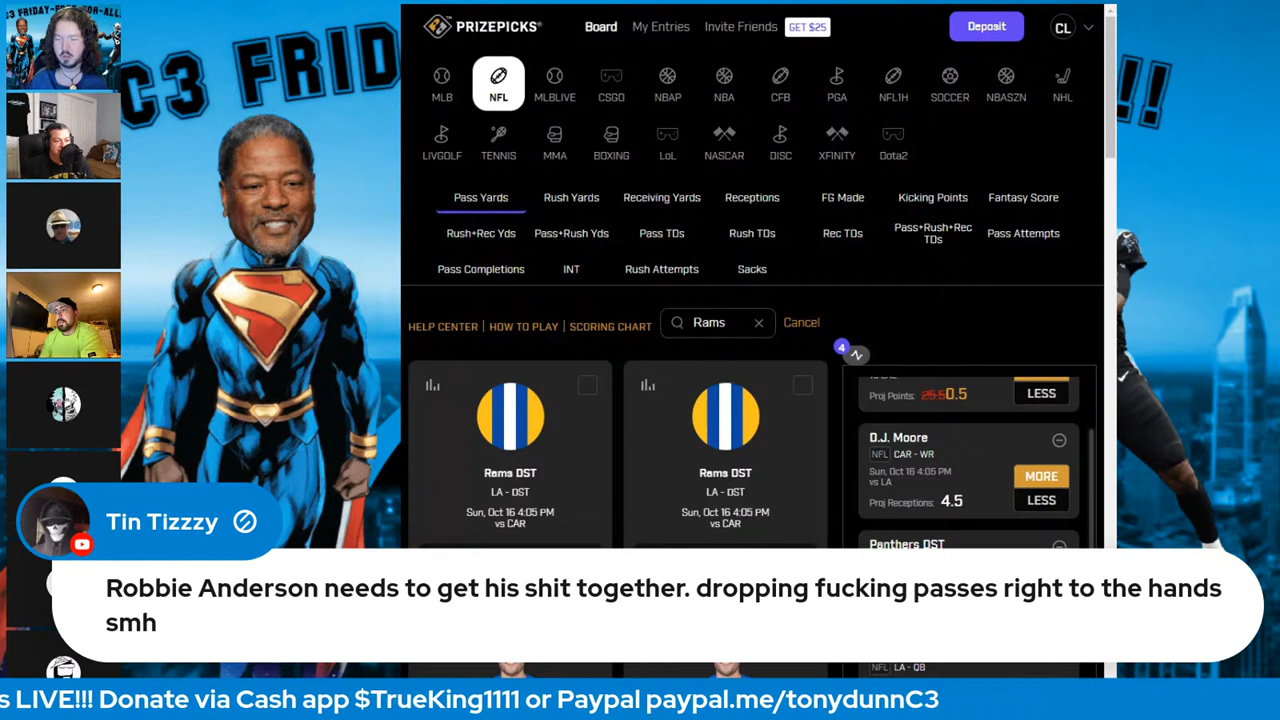 C3 FRIDAY-FREE-FOR-ALL!
C3 FRID
!!
PRIZEPICKS
Board
My Entries
Invite Friends
GET $25
Deposit
CL
MLB
NFL
MLBLIVE
CSGO
NBAP
NBA
CFB
PGA
NFL1H
SOCCER
NBASZN
NHL
LIVGOLF
TENNIS
MMA
BOXING
LoL
NASCAR
DISC
XFINITY
Dota2
Pass Yards
Rush Yards
Receiving Yards
Receptions
FG Made
Kicking Points
Fantasy Score
Rush+Rec Yds
Pass+Rush Yds
Pass TDs
Rush TDs
Rec TDs
Pass+Rush+Rec
TDs
Pass Attempts
Pass Completions
INT
Rush Attempts
Sacks
HELP CENTER | HOW TO PLAY | SCORING CHART
Rams
Cancel
4
Rams DST
LA - DST
Sun, Oct 16 4:05 PM
vs CAR
Rams DST
LA - DST
Sun, Oct 16 4:05 PM
vs CAR
Proj Points: 25.5 0.5
LESS
D.J. Moore
NFL CAR - WR
Sun, Oct 16 4:05 PM
vs LA
Proj Receptions: 4.5
MORE
LESS
Panthers DST
NFL LA - QB
Tin Tizzzy
Robbie Anderson needs to get his shit together. dropping fucking passes right to the hands
smh
s LIVE!!! Donate via Cash app $TrueKing1111 or Paypal paypal.me/tonydunnC3